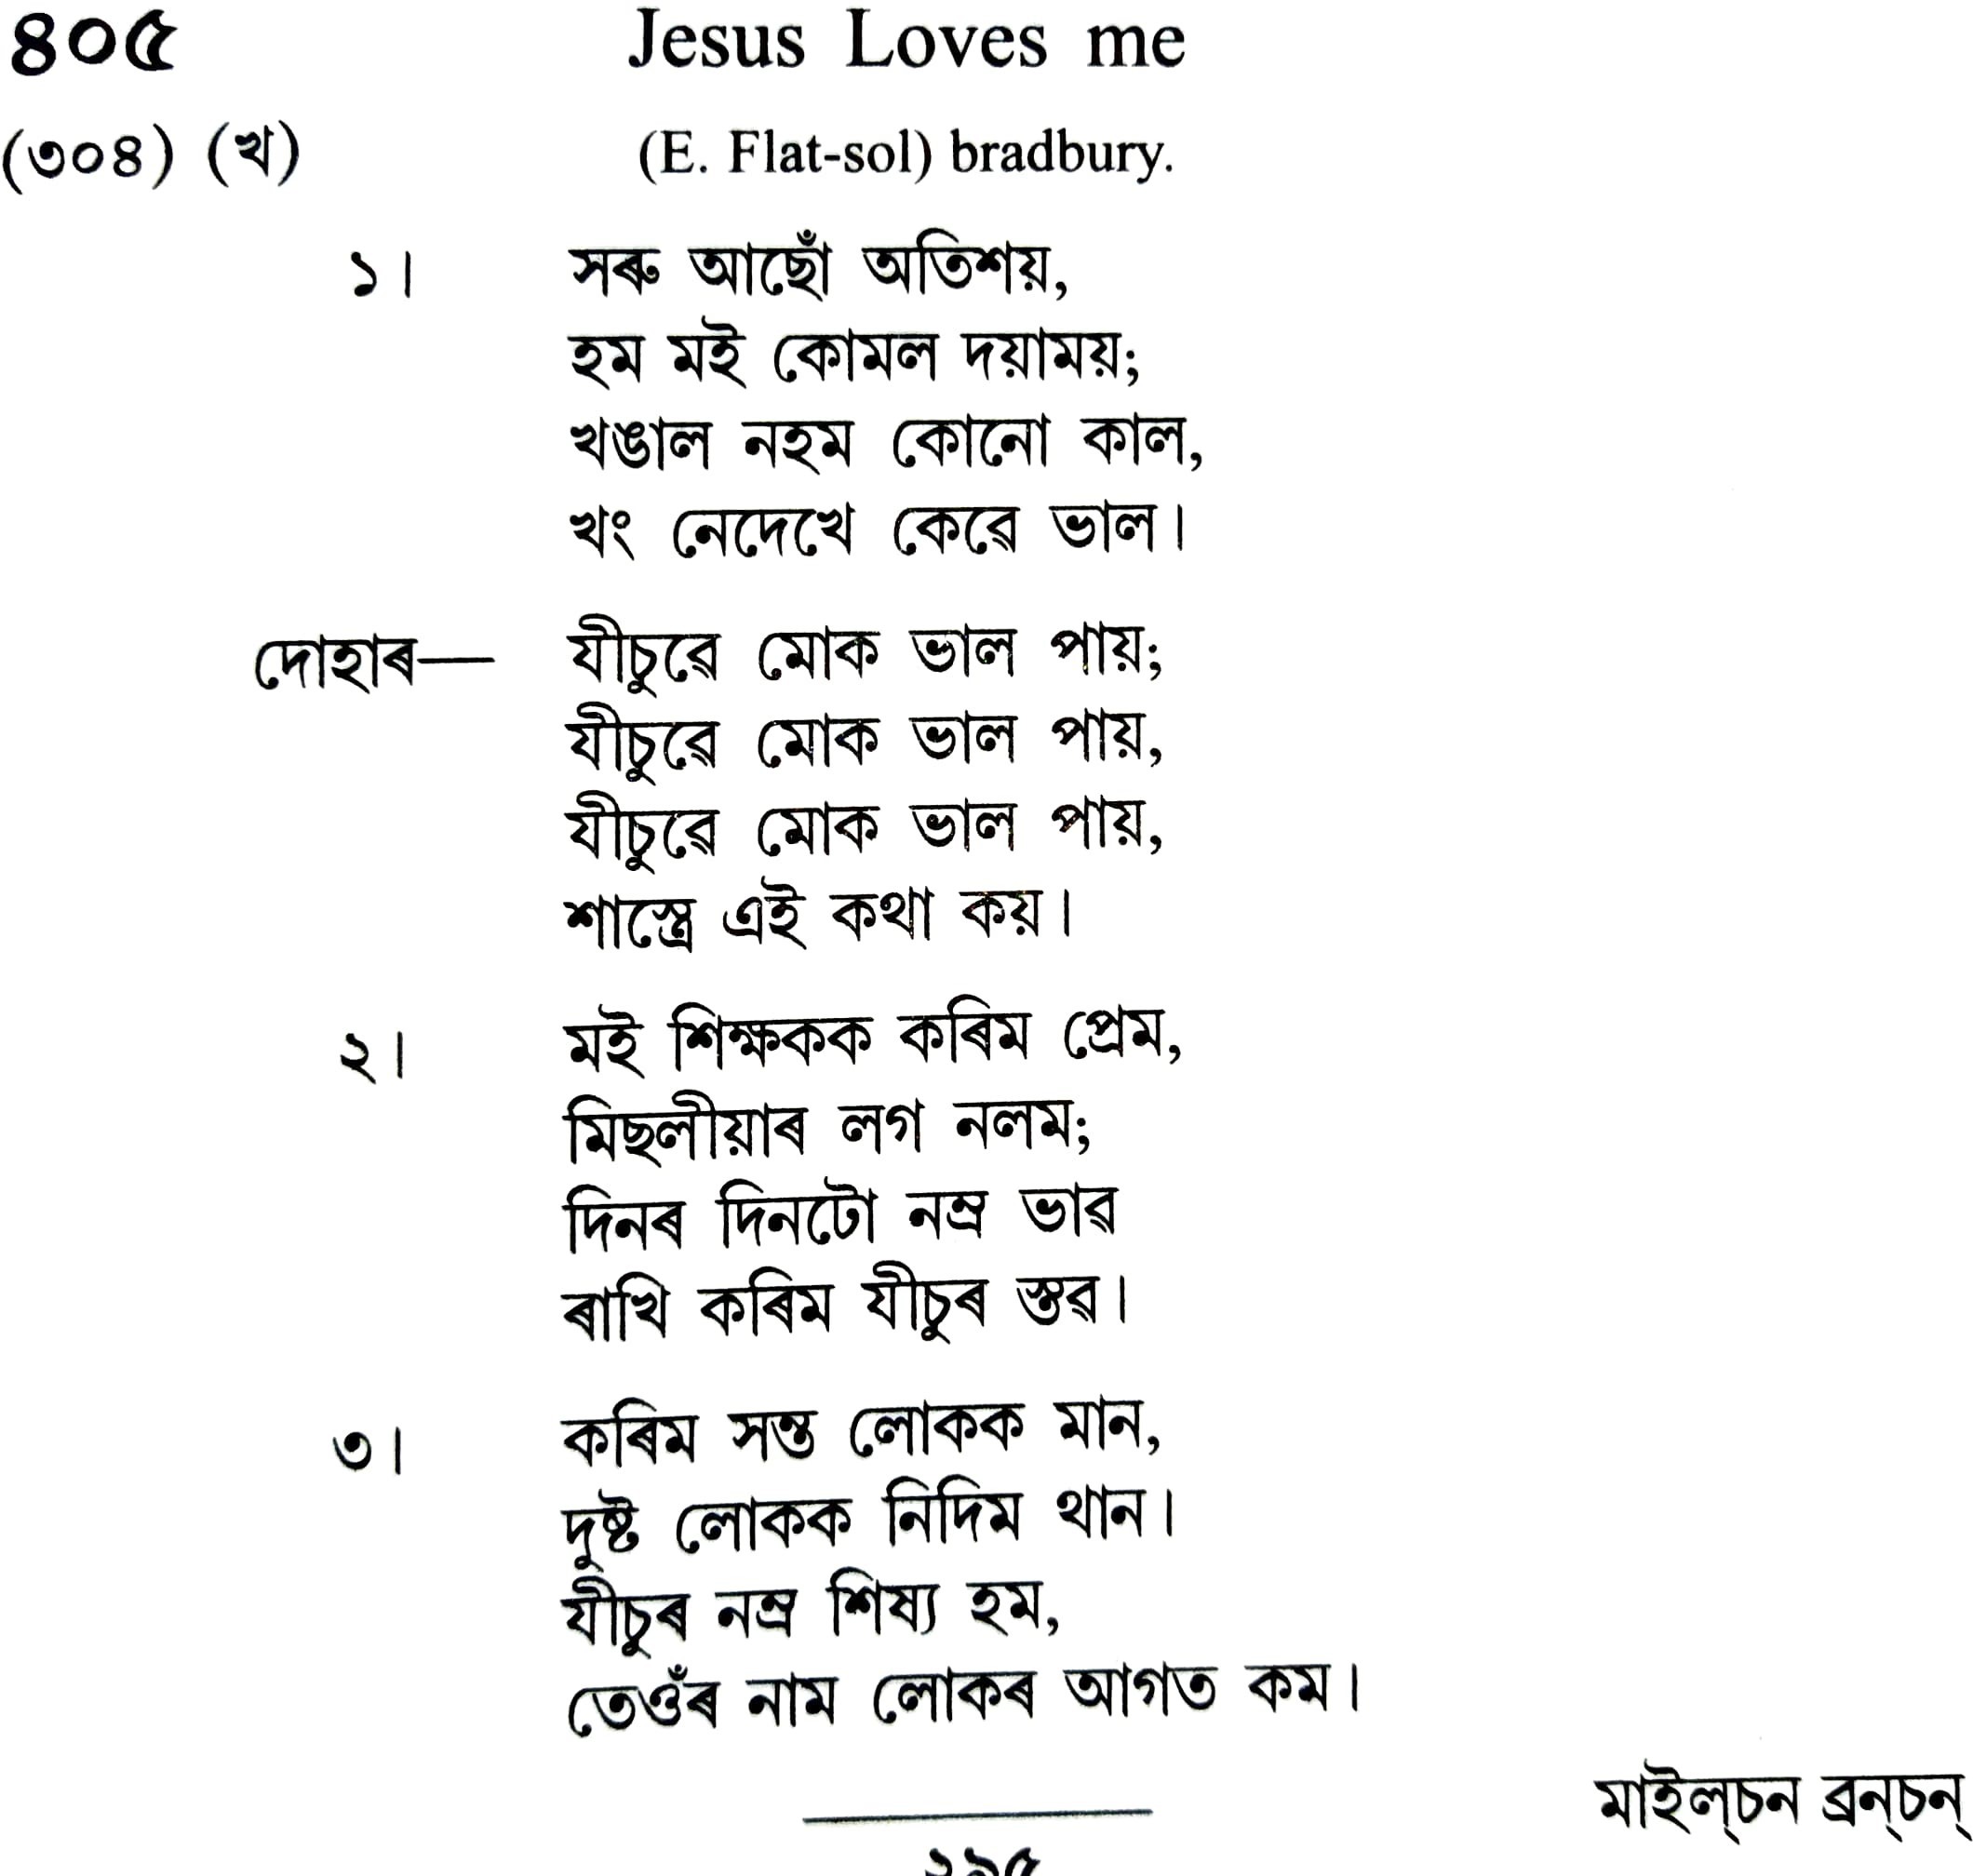 ৪০৫ Jesus Loves me
(৩০৪) (খ) (E. Flat-sol) bradbury.
১। সৰু আছোঁ অতিশয়,
হম মই কোমল দয়াময়;
খঙাল নহম কোনো কাল,
খং নেদেখে কেৱে ভাল।
দোহাৰ— যীচুৱে মোক ভাল পায়;
যীচুৱে মোক ভাল পায়,
যীচুৱে মোক ভাল পায়,
শাস্ত্ৰে এই কথা কয়।
২। মই শিক্ষকক কৰিম প্ৰেম,
মিছলীয়াৰ লগ নলম;
দিনৰ দিনটো নম্ৰ ভাৱ
ৰাখি কৰিম যীচুৰ স্তৱ।
৩। কৰিম সন্ত লোকক মান,
দুষ্ট লোকক নিদিম থান।
যীচুৰ নম্ৰ শিষ্য হম,
তেওঁৰ নাম লোকৰ আগত কম।
মাইল্‌চন ব্ৰন্‌চন্